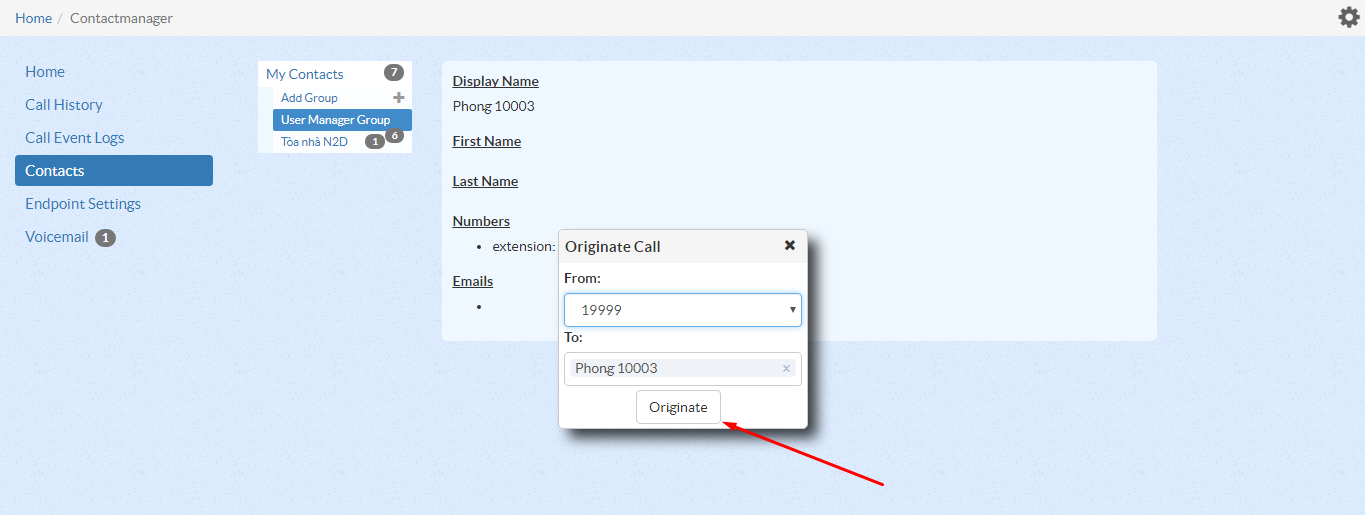 Home / Contactmanager
Home
Call History
Call Event Logs
Contacts
Endpoint Settings
Voicemail 1
My Contacts 7
Add Group +
User Manager Group 6
Tòa nhà N2D 1
Display Name
Phong 10003
First Name
Last Name
Numbers
• extension:
Emails
•
Originate Call ✖
From:
19999
To:
Phong 10003 ×
Originate